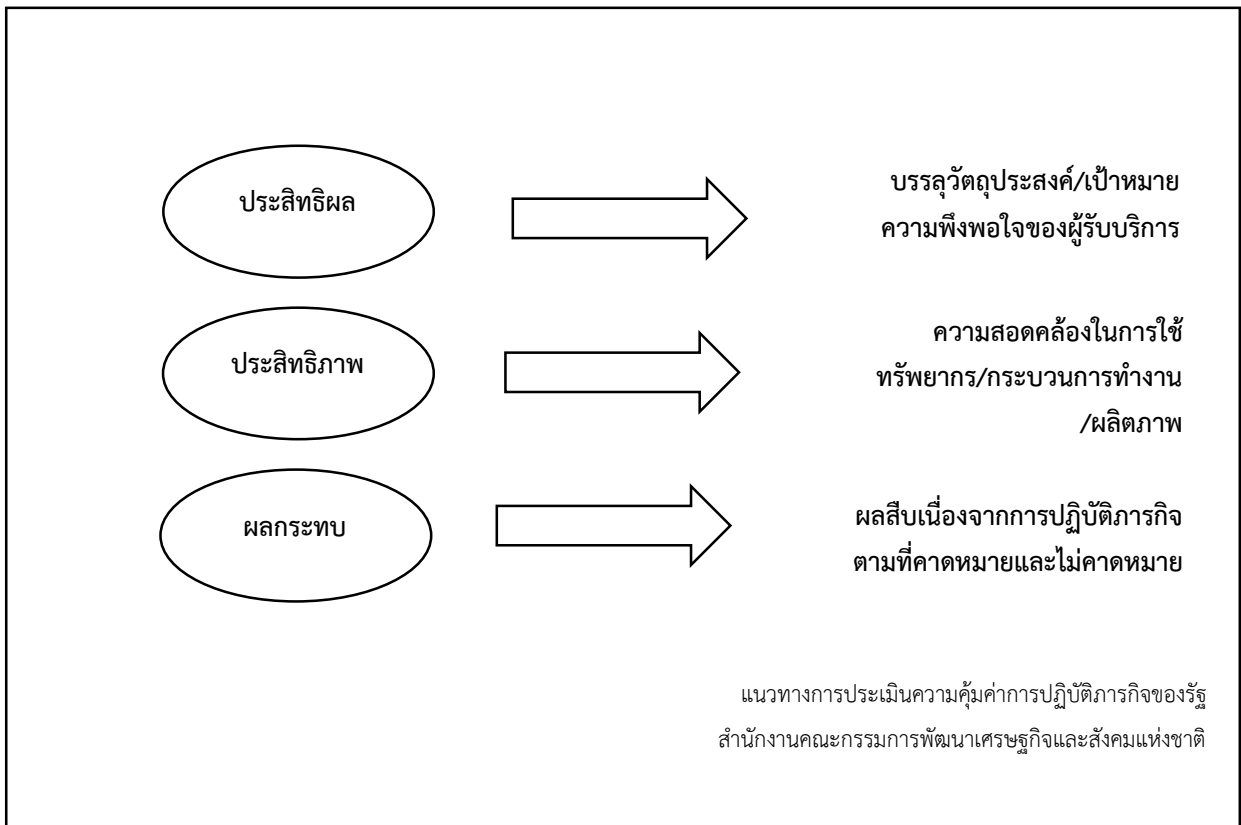 ประสิทธิผล
บรรลุวัตถุประสงค์/เป้าหมาย
ความพึงพอใจของผู้รับบริการ
ประสิทธิภาพ
ความสอดคล้องในการใช้
ทรัพยากร/กระบวนการทำงาน
/ผลิตภาพ
ผลกระทบ
ผลสืบเนื่องจากการปฏิบัติภารกิจ
ตามที่คาดหมายและไม่คาดหมาย
แนวทางการประเมินความคุ้มค่าการปฏิบัติภารกิจของรัฐ
สำนักงานคณะกรรมการพัฒนาเศรษฐกิจและสังคมแห่งชาติ